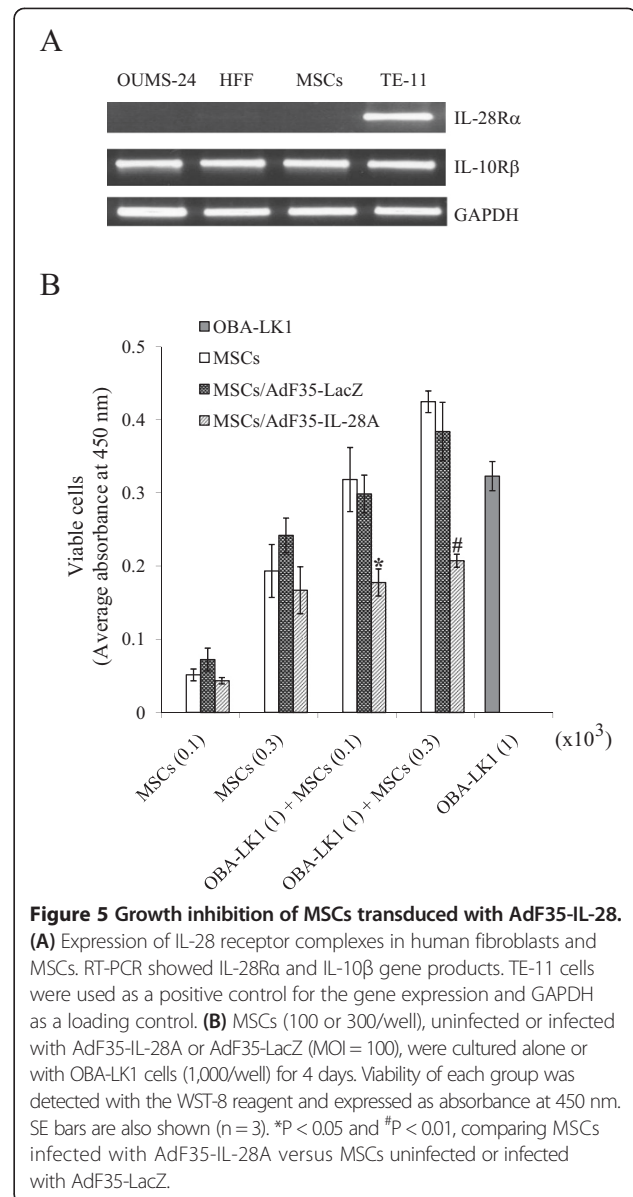 A
OUMS-24 HFF MSCs TE-11
IL-28Rα
IL-10Rβ
GAPDH
B
OBA-LK1
MSCs
MSCs/AdF35-LacZ
MSCs/AdF35-IL-28A
0.5
0.4
0.3
0.2
0.1
0
Viable cells
(Average absorbance at 450 nm)
*
#
MSCs (0.1)
MSCs (0.3)
OBA-LK1 (1) + MSCs (0.1)
OBA-LK1 (1) + MSCs (0.3)
OBA-LK1 (1)
(x10³)
Figure 5 Growth inhibition of MSCs transduced with AdF35-IL-28.
(A) Expression of IL-28 receptor complexes in human fibroblasts and
MSCs. RT-PCR showed IL-28Rα and IL-10β gene products. TE-11 cells
were used as a positive control for the gene expression and GAPDH
as a loading control. (B) MSCs (100 or 300/well), uninfected or infected
with AdF35-IL-28A or AdF35-LacZ (MOI = 100), were cultured alone or
with OBA-LK1 cells (1,000/well) for 4 days. Viability of each group was
detected with the WST-8 reagent and expressed as absorbance at 450 nm.
SE bars are also shown (n = 3). *P < 0.05 and #P < 0.01, comparing MSCs
infected with AdF35-IL-28A versus MSCs uninfected or infected
with AdF35-LacZ.